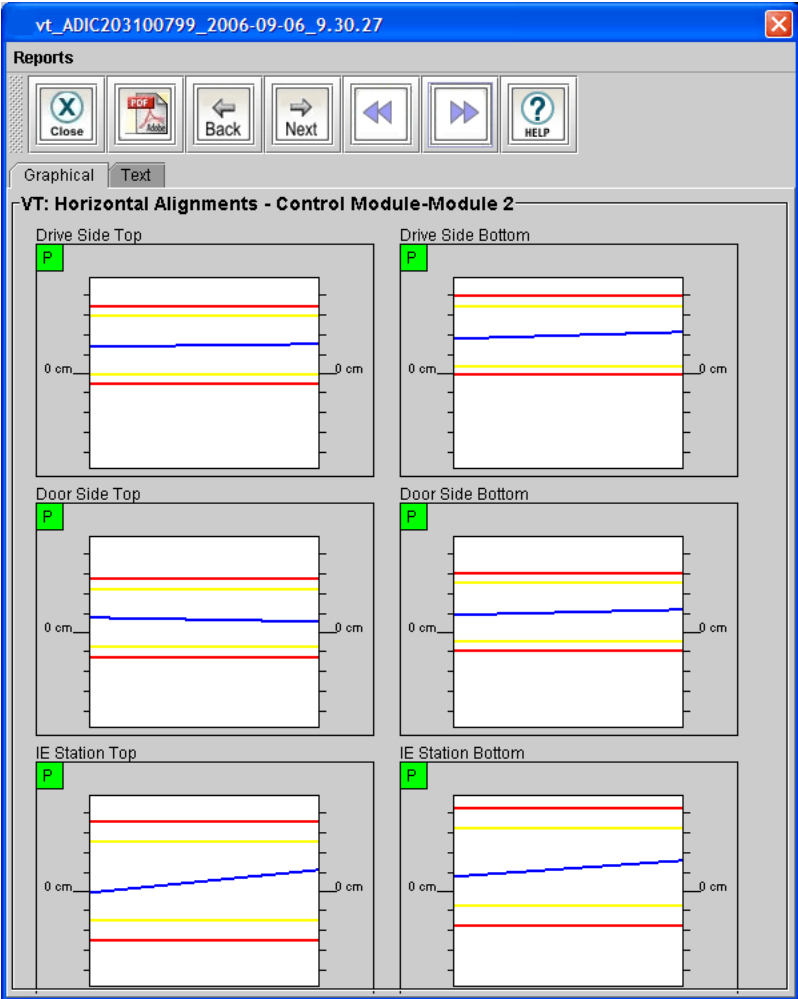 vt_ADIC203100799_2006-09-06_9.30.27
Reports
Close
PDF
Adobe
Back
Next
?
HELP
Graphical Text
VT: Horizontal Alignments - Control Module-Module 2
Drive Side Top Drive Side Bottom
P P
0 cm 0 cm 0 cm 0 cm
Door Side Top Door Side Bottom
P P
0 cm 0 cm 0 cm 0 cm
IE Station Top IE Station Bottom
P P
0 cm 0 cm 0 cm 0 cm